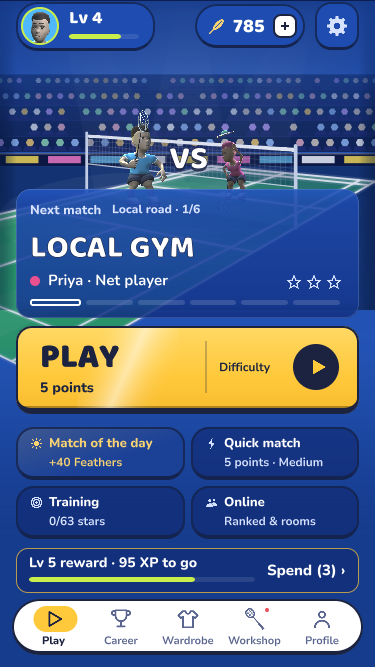 Lv 4
785
VS
Next match Local road · 1/6
LOCAL GYM
Priya · Net player
PLAY
5 points
Difficulty
Match of the day
+40 Feathers
Quick match
5 points · Medium
Training
0/63 stars
Online
Ranked & rooms
Lv 5 reward · 95 XP to go
Spend (3) ›
Play
Career
Wardrobe
Workshop
Profile